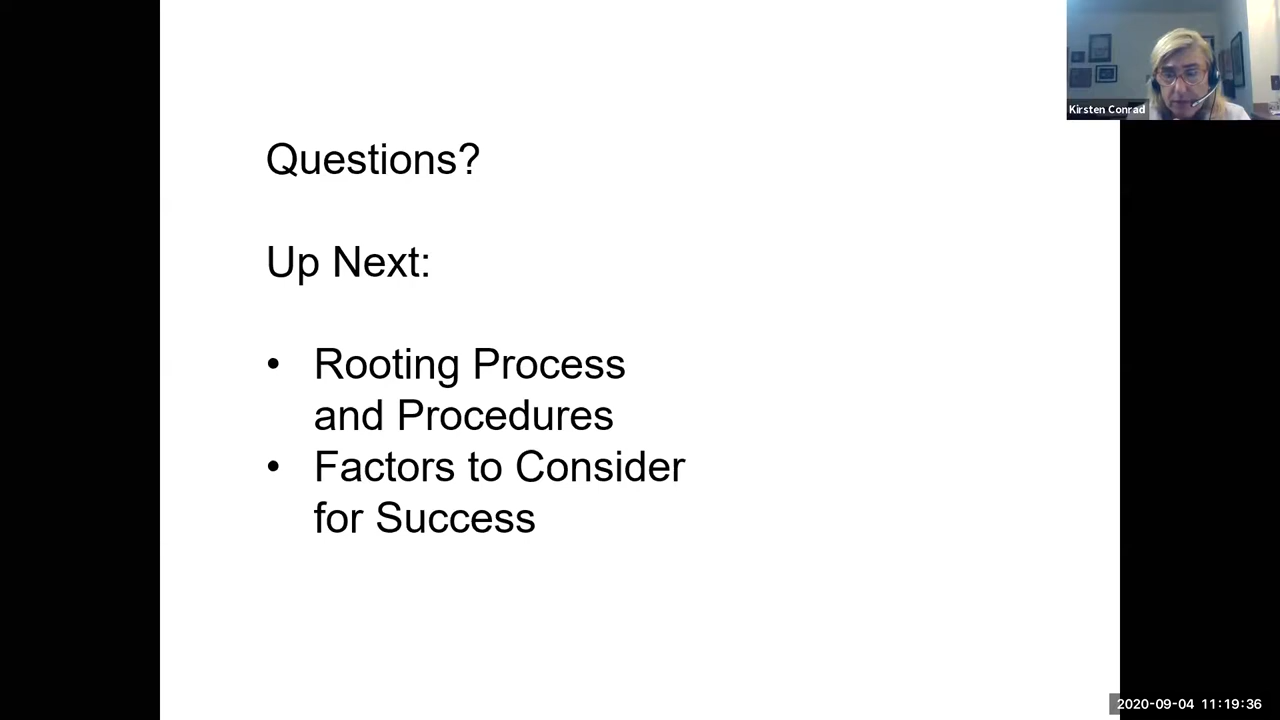 Kirsten Conrad
Questions?
Up Next:
• Rooting Process
and Procedures
• Factors to Consider
for Success
2020-09-04 11:19:36